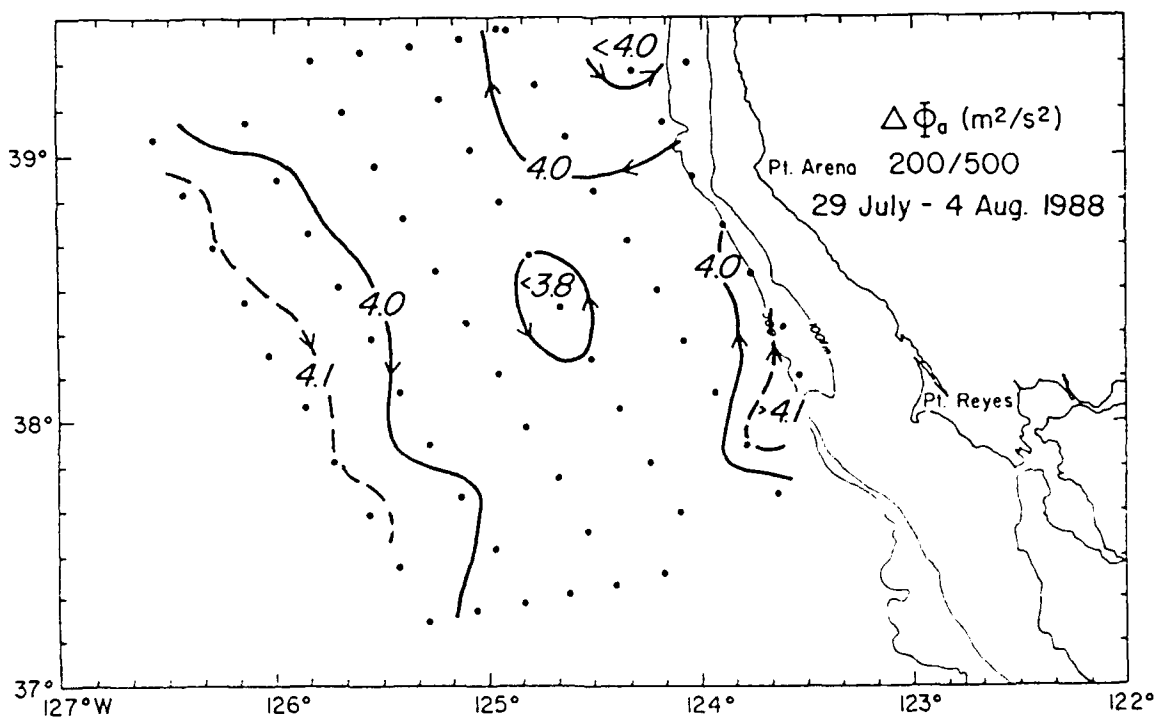 <4.0
ΔΦₐ (m²/s²)
39°
4.0
Pt. Arena
200/500
29 July - 4 Aug. 1988
4.0
<3.8
4.0
100m
4.1
>4.1
Pt. Reyes
38°
37°
127°W
126°
125°
124°
123°
122°